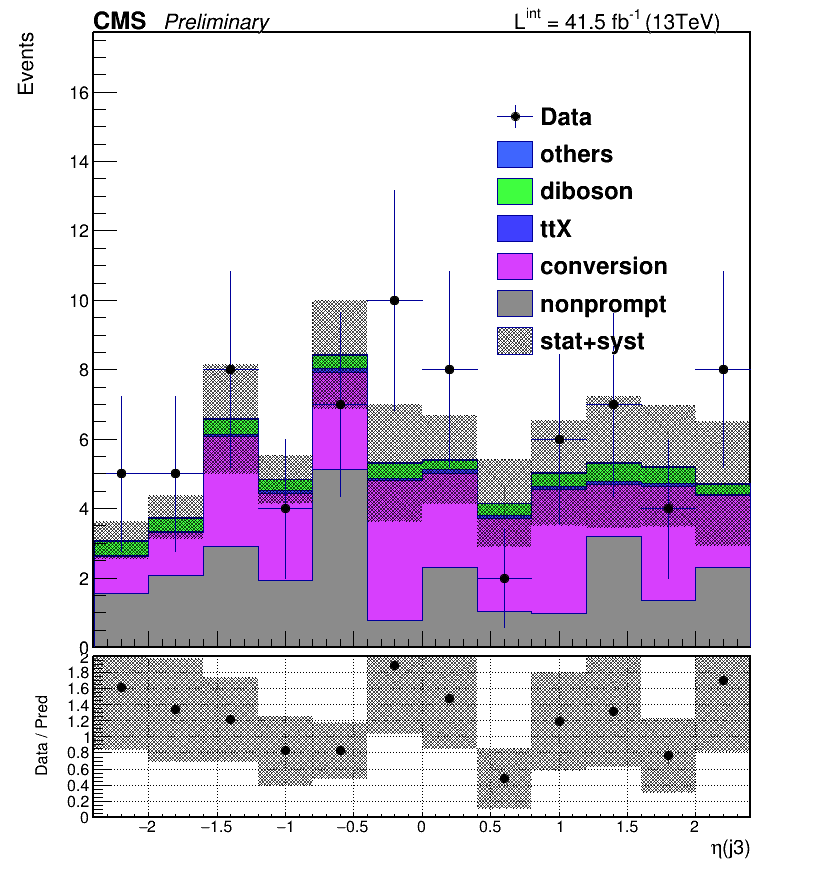 CMS Preliminary L^int = 41.5 fb^-1 (13TeV)
Events
16
14
12
10
8
6
4
2
0
Data
others
diboson
ttX
conversion
nonprompt
stat+syst
Data / Pred
2
1.8
1.6
1.4
1.2
1
0.8
0.6
0.4
0.2
0
−2 −1.5 −1 −0.5 0 0.5 1 1.5 2
η(j3)